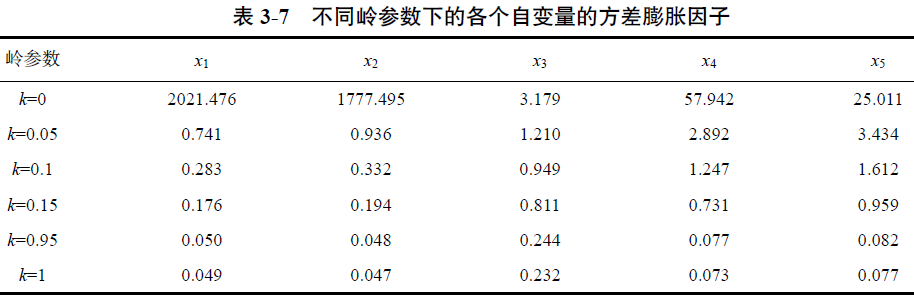 表 3-7 不同岭参数下的各个自变量的方差膨胀因子
岭参数 x1 x2 x3 x4 x5
k=0 2021.476 1777.495 3.179 57.942 25.011
k=0.05 0.741 0.936 1.210 2.892 3.434
k=0.1 0.283 0.332 0.949 1.247 1.612
k=0.15 0.176 0.194 0.811 0.731 0.959
k=0.95 0.050 0.048 0.244 0.077 0.082
k=1 0.049 0.047 0.232 0.073 0.077